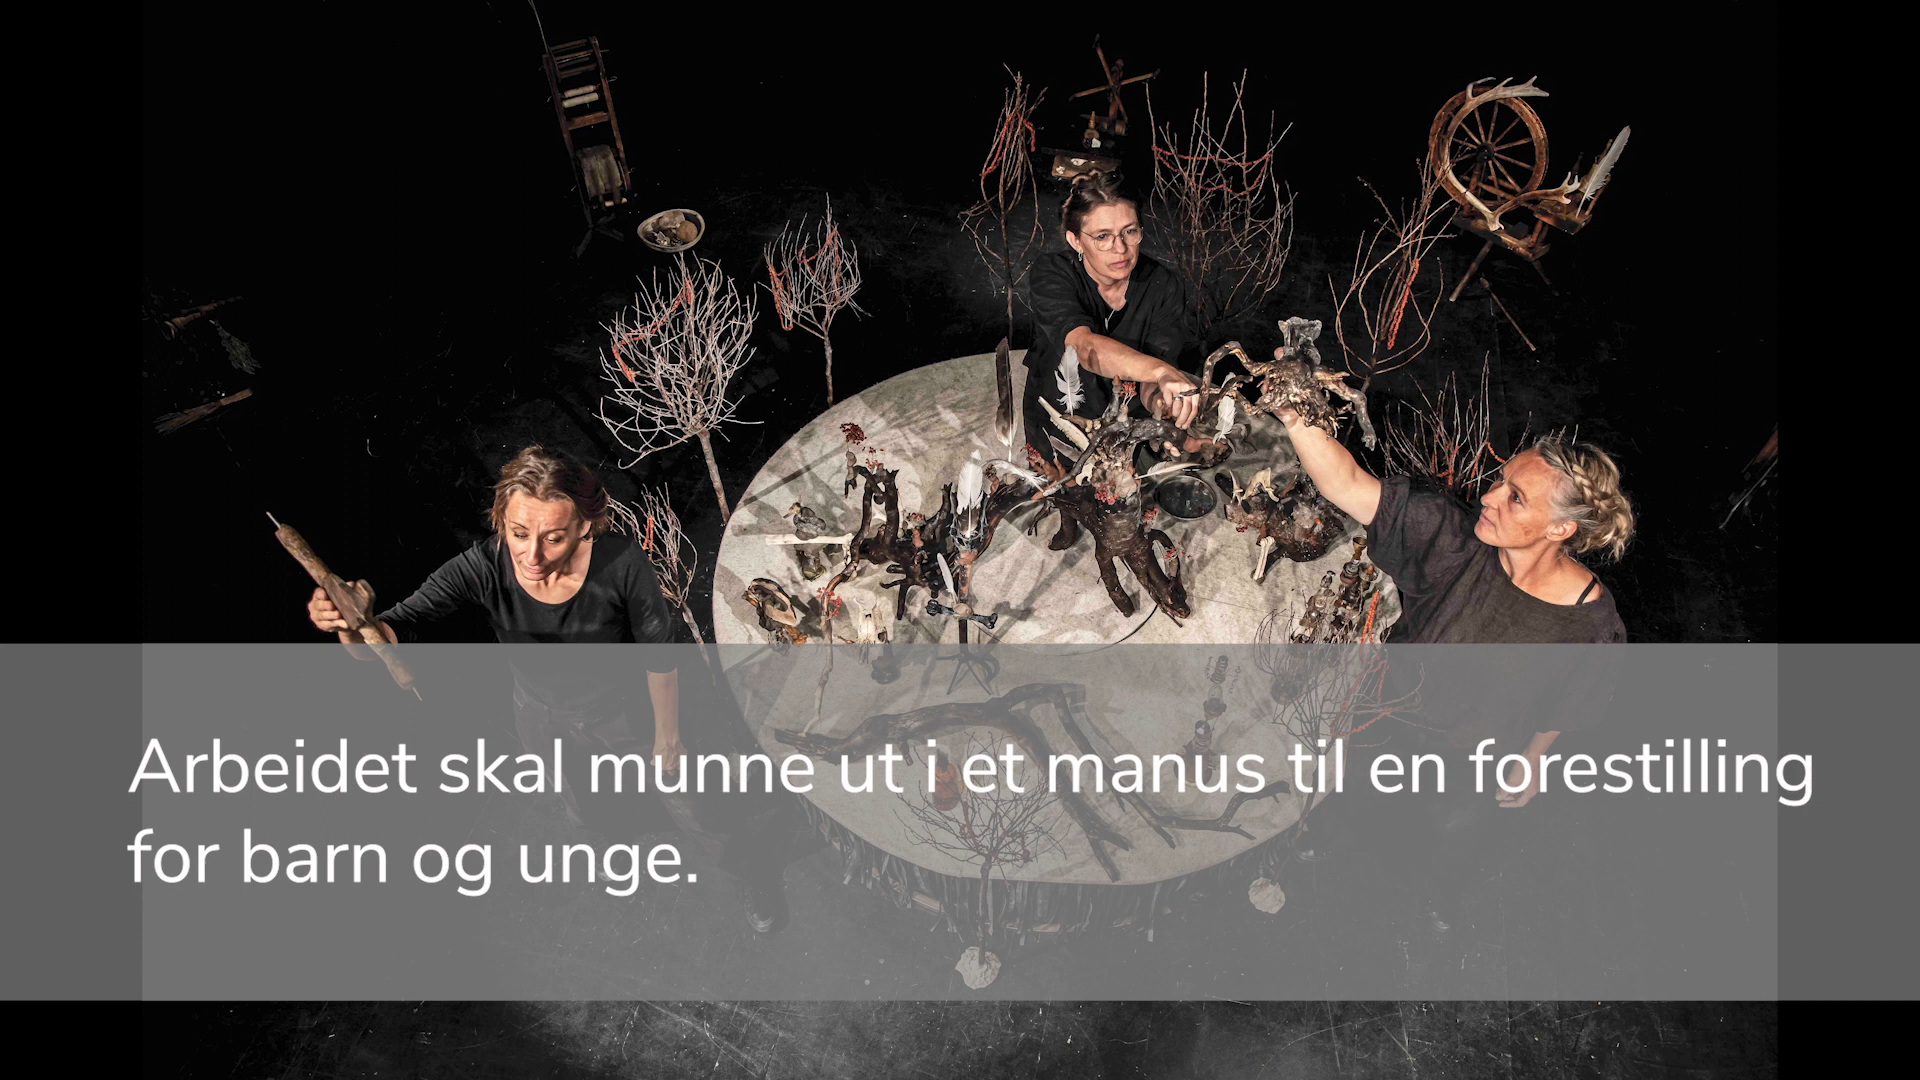 Arbeidet skal munne ut i et manus til en forestilling
for barn og unge.